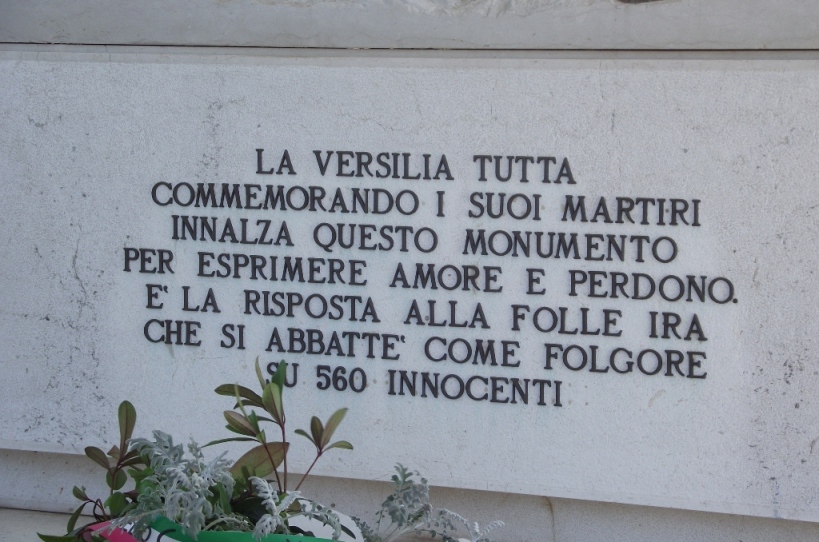 LA VERSILIA TUTTA
COMMEMORANDO I SUOI MARTIRI
INNALZA QUESTO MONUMENTO
PER ESPRIMERE AMORE E PERDONO.
E' LA RISPOSTA ALLA FOLLE IRA
CHE SI ABBATTE' COME FOLGORE
SU 560 INNOCENTI